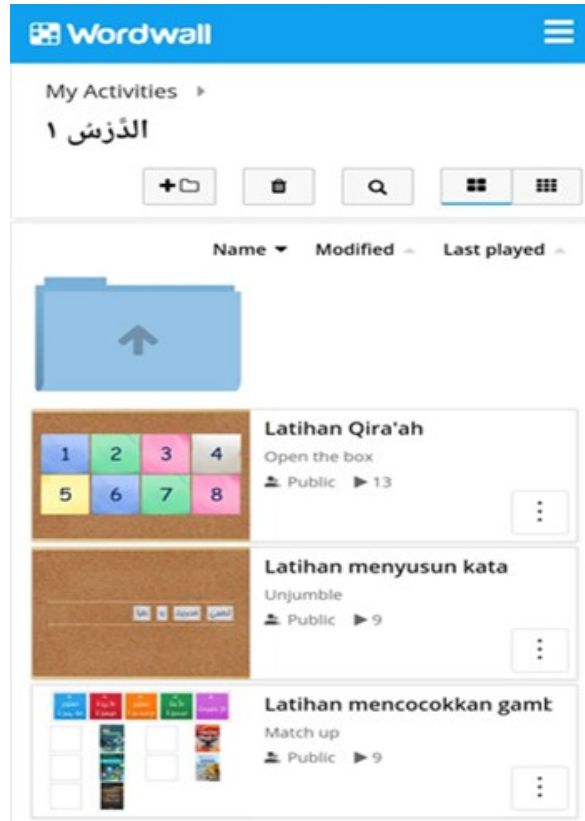 Wordwall
My Activities
الدَّرْسُ ١
Name Modified Last played
Latihan Qira'ah
Open the box
Public 13
1 2 3 4
5 6 7 8
Latihan menyusun kata
Unjumble
Public 9
Latihan mencocokkan gamb
Match up
Public 9